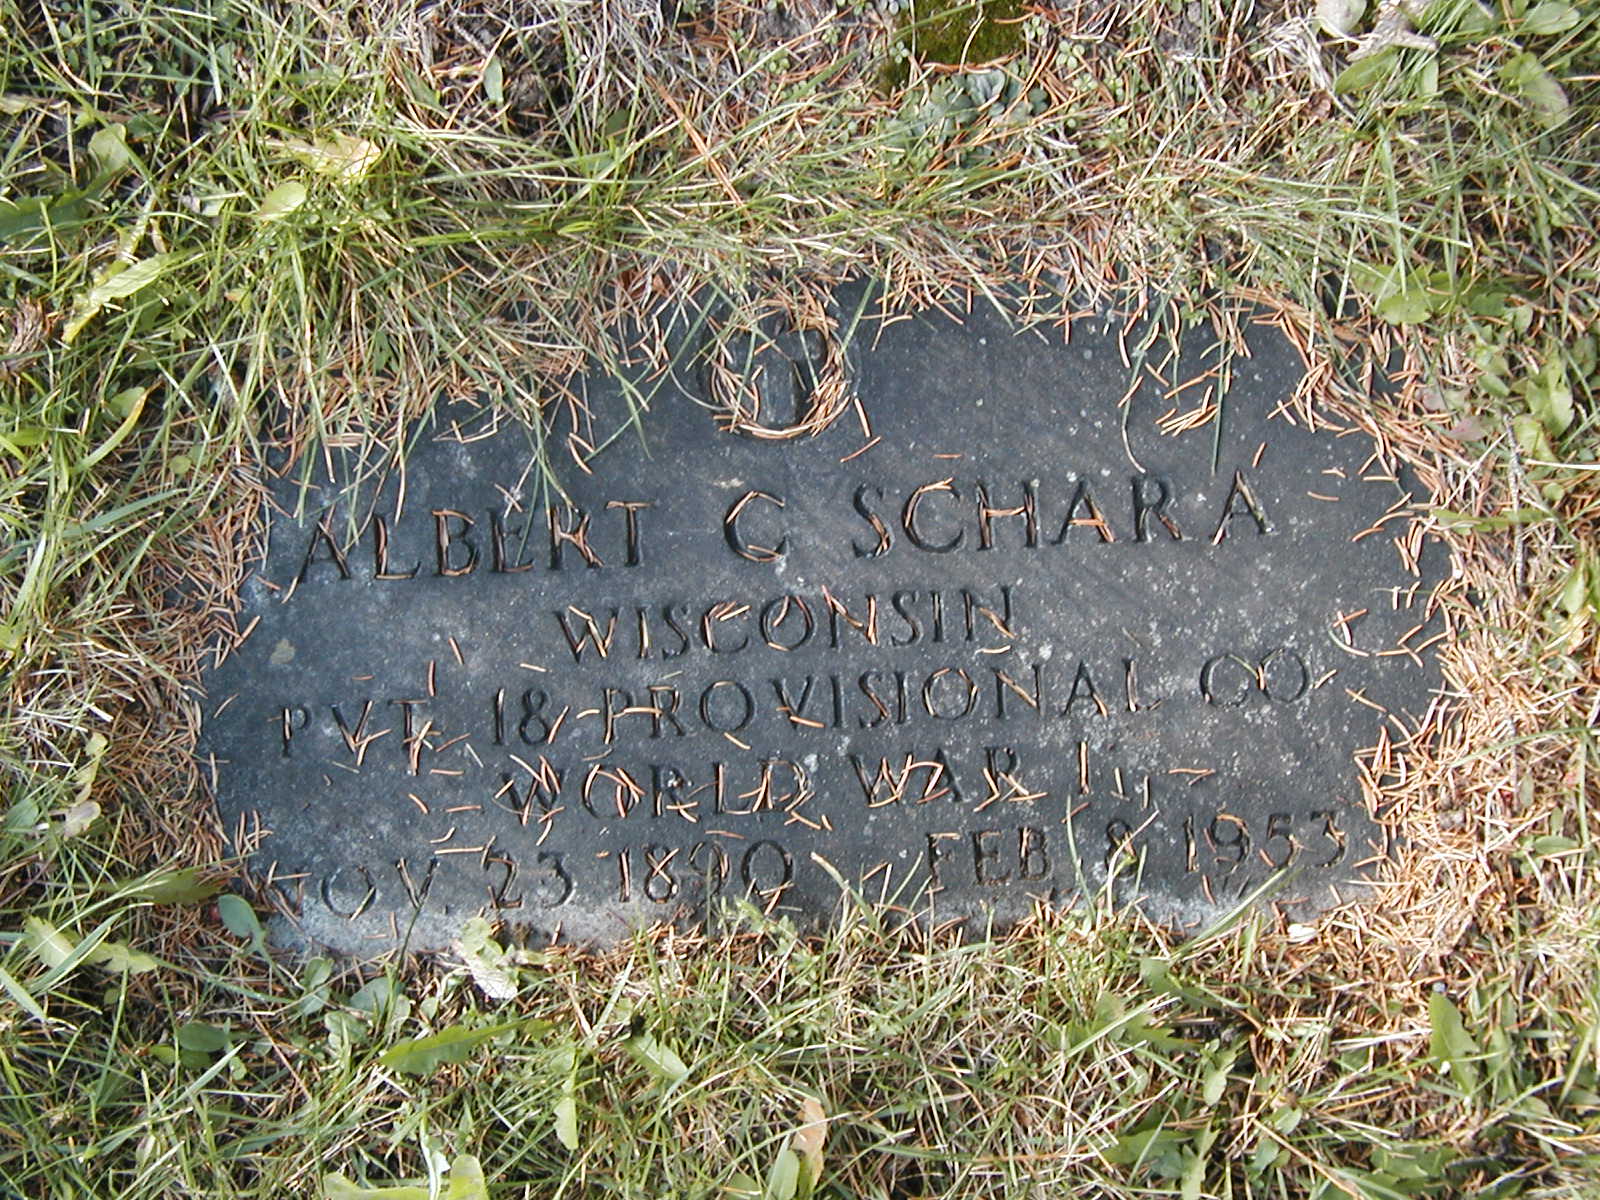 ALBERT C SCHARA
WISCONSIN
PVT 18 PROVISIONAL CO
WORLD WAR I
NOV. 23 1890 FEB 8 1953